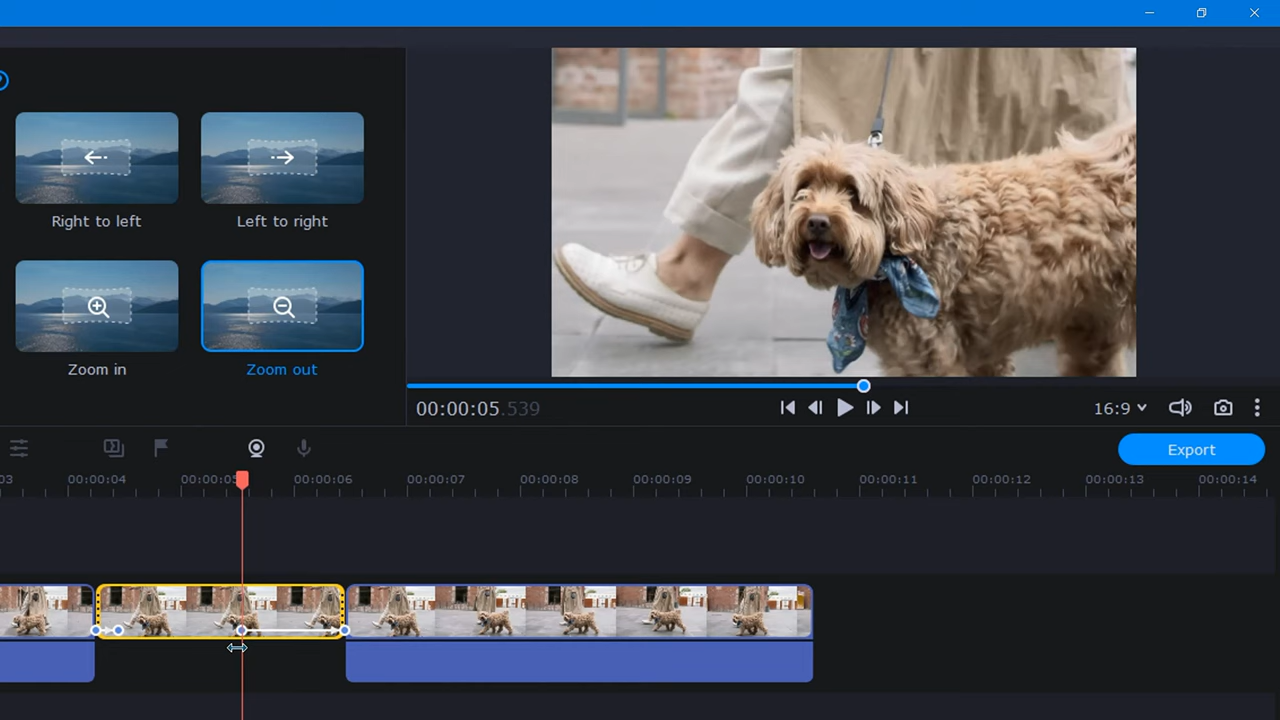 Right to left
Left to right
Zoom in
Zoom out
00:00:05.539
16:9
Export
03
00:00:04
00:00:05
00:00:06
00:00:07
00:00:08
00:00:09
00:00:10
00:00:11
00:00:12
00:00:13
00:00:14